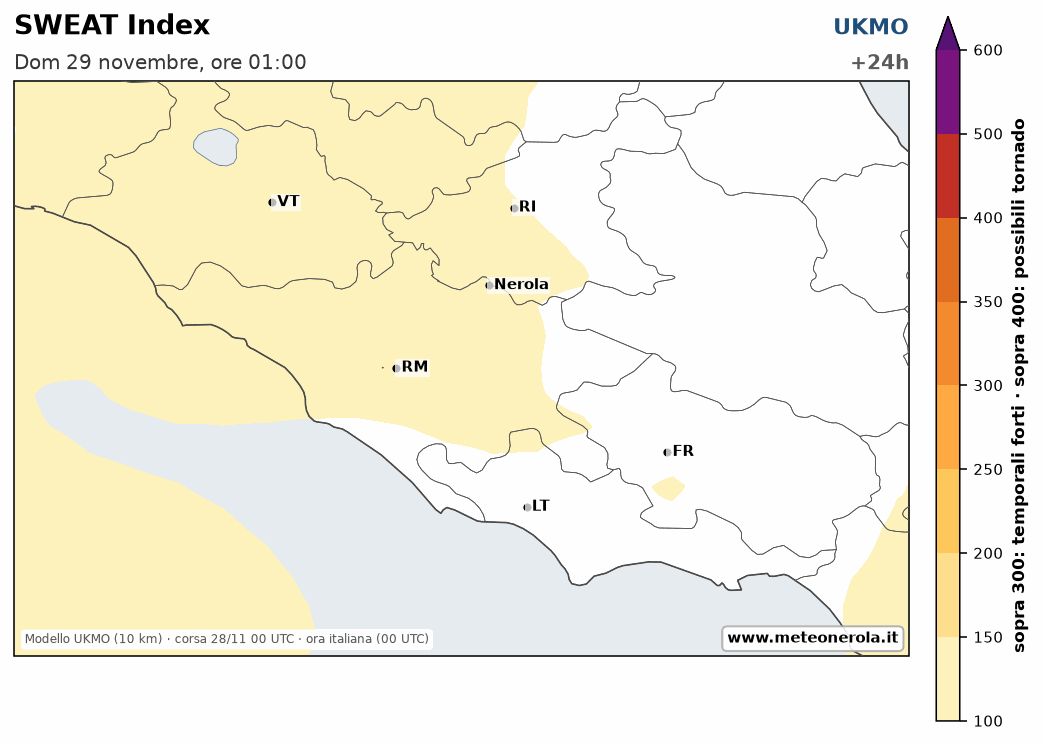 SWEAT Index
UKMO
Dom 29 novembre, ore 01:00
+24h
VT
RI
Nerola
RM
FR
LT
Modello UKMO (10 km) · corsa 28/11 00 UTC · ora italiana (00 UTC)
www.meteonerola.it
600
500
400
350
300
250
200
150
100
sopra 300: temporali forti · sopra 400: possibili tornado